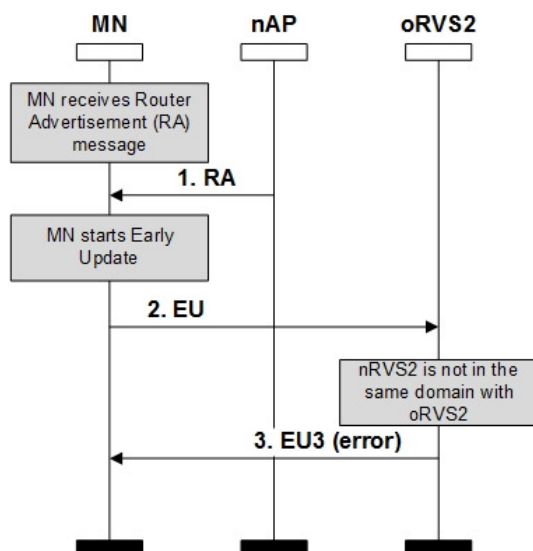 MN nAP oRVS2
MN receives Router
Advertisement (RA)
message
1. RA
MN starts Early
Update
2. EU
nRVS2 is not in the
same domain with
oRVS2
3. EU3 (error)